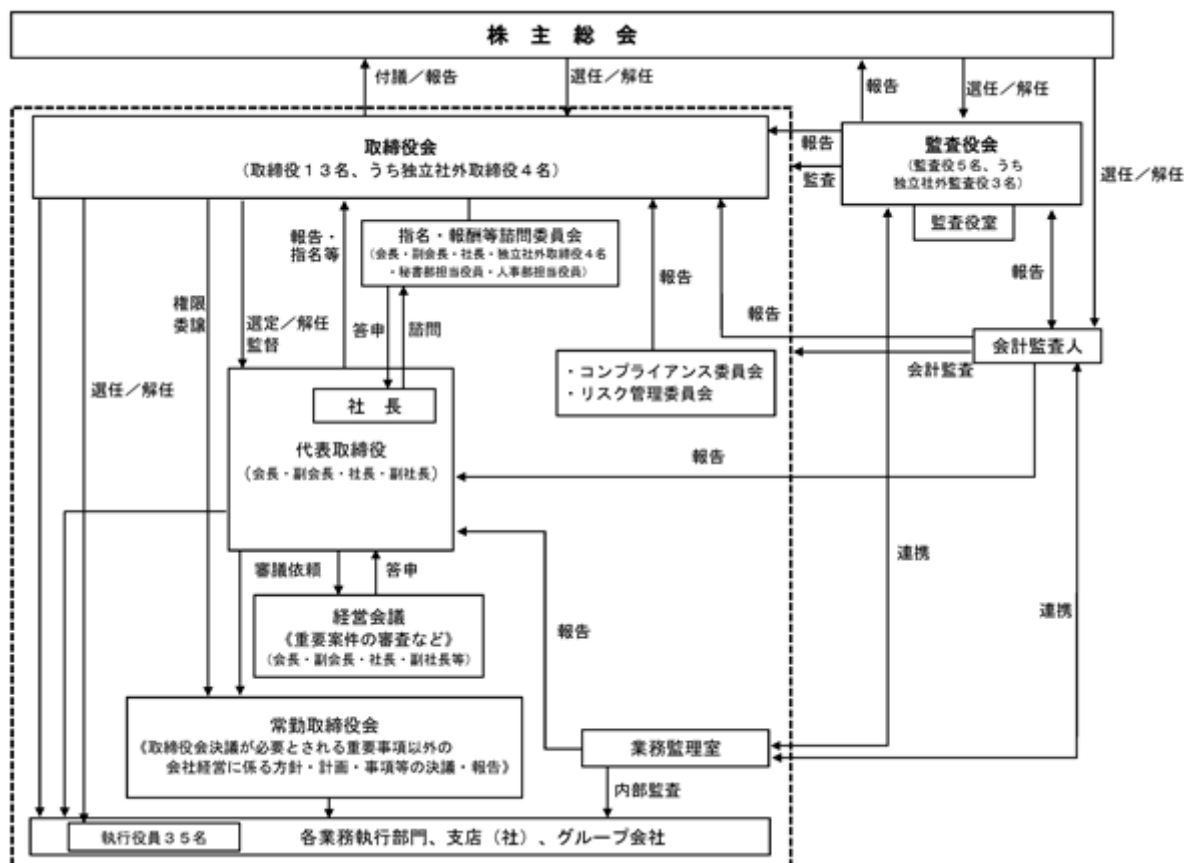 株主総会
付議／報告
選任／解任
報告
選任／解任
選任／解任
取締役会
（取締役１３名、うち独立社外取締役４名）
報告
監査
監査役会
（監査役５名、うち
独立社外監査役３名）
監査役室
報告・
指名等
指名・報酬等諮問委員会
（会長・副会長・社長・独立社外取締役４名
・秘書部担当役員・人事部担当役員）
報告
報告
権限
委譲
選定／解任
監督
答申
諮問
報告
会計監査人
会計監査
選任／解任
・コンプライアンス委員会
・リスク管理委員会
社長
代表取締役
（会長・副会長・社長・副社長）
報告
連携
連携
審議依頼
答申
経営会議
《重要案件の審査など》
（会長・副会長・社長・副社長等）
報告
常勤取締役会
《取締役会決議が必要とされる重要事項以外の
会社経営に係る方針・計画・事項等の決議・報告》
業務監理室
内部監査
執行役員３５名
各業務執行部門、支店（社）、グループ会社